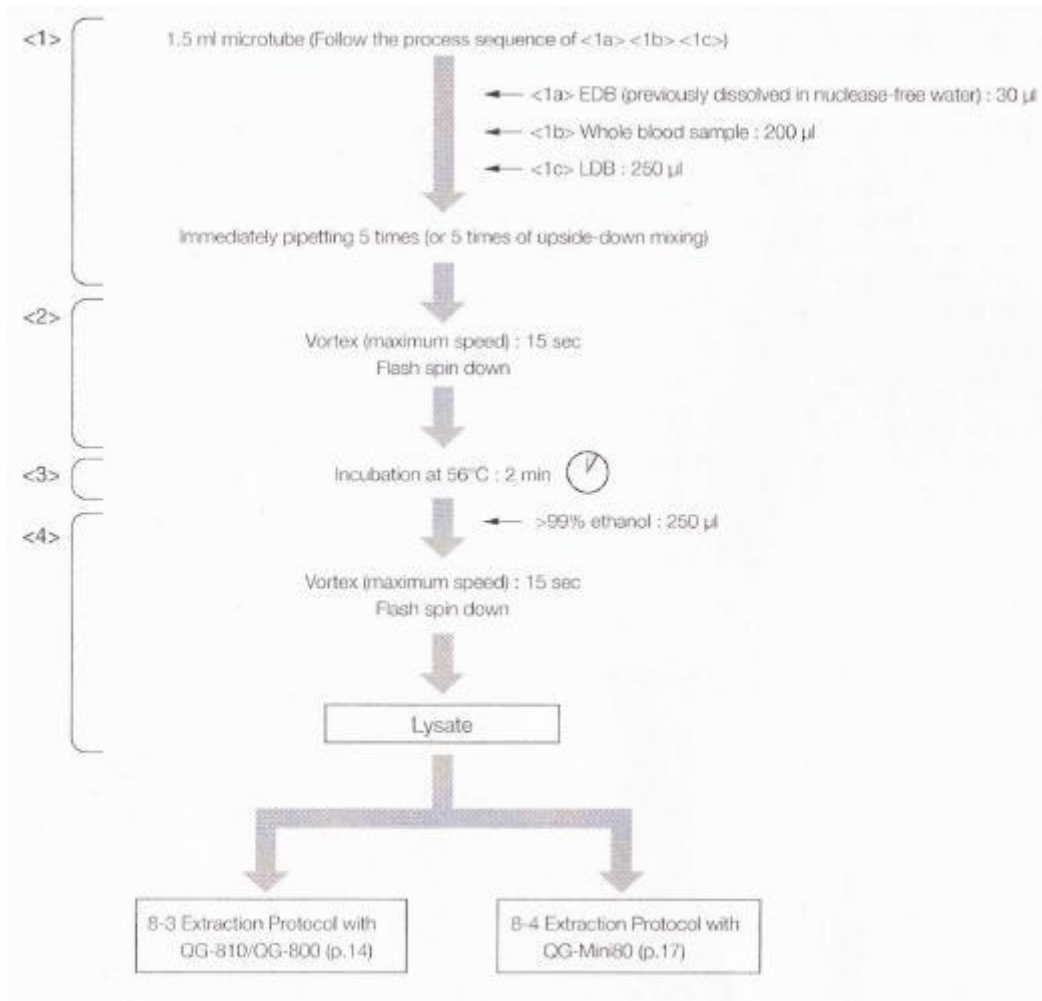 <1>
1.5 ml microtube (Follow the process sequence of <1a> <1b> <1c>)
<1a> EDB (previously dissolved in nuclease-free water) : 30 µl
<1b> Whole blood sample : 200 µl
<1c> LDB : 250 µl
Immediately pipetting 5 times (or 5 times of upside-down mixing)
<2>
Vortex (maximum speed) : 15 sec
Flash spin down
<3>
Incubation at 56°C : 2 min
<4>
>99% ethanol : 250 µl
Vortex (maximum speed) : 15 sec
Flash spin down
Lysate
8-3 Extraction Protocol with
QG-810/QG-800 (p.14)
8-4 Extraction Protocol with
QG-Mini80 (p.17)